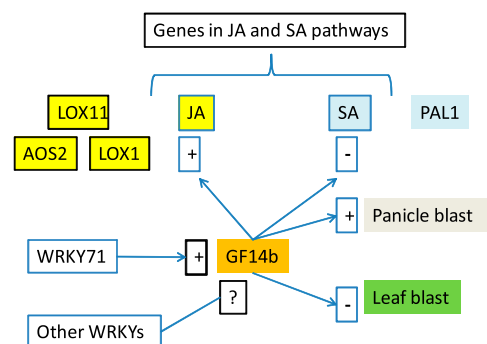 Genes in JA and SA pathways
LOX11
JA
SA
PAL1
AOS2
LOX1
+
-
+
Panicle blast
WRKY71
+
GF14b
?
-
Leaf blast
Other WRKYs